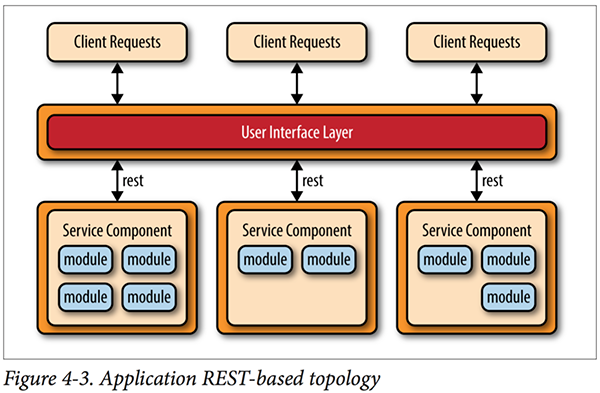 Client Requests
Client Requests
Client Requests
User Interface Layer
rest
rest
rest
Service Component
module
module
module
module
Service Component
module
module
Service Component
module
module
module
Figure 4-3. Application REST-based topology